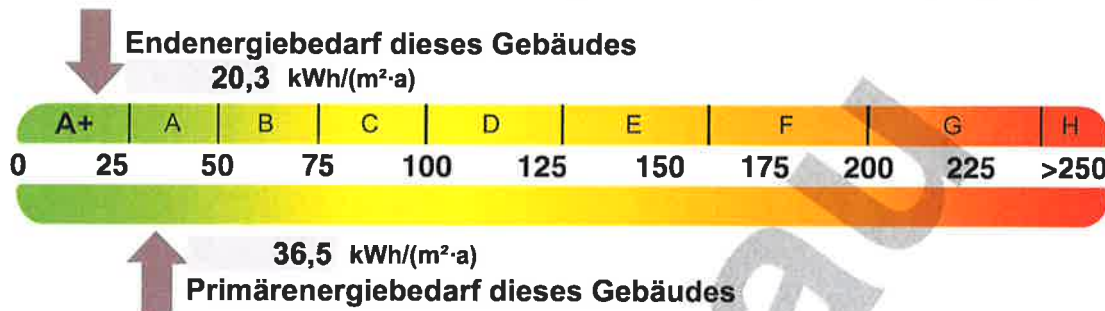 Endenergiebedarf dieses Gebäudes
20,3 kWh/(m²·a)
A+ A B C D E F G H
0 25 50 75 100 125 150 175 200 225 >250
36,5 kWh/(m²·a)
Primärenergiebedarf dieses Gebäudes